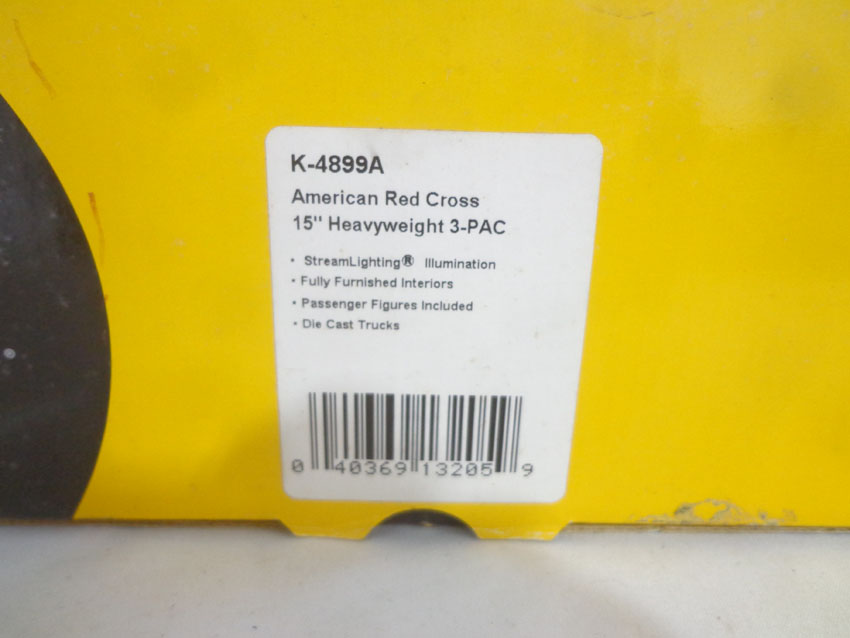 K-4899A
American Red Cross
15" Heavyweight 3-PAC
• StreamLighting® Illumination
• Fully Furnished Interiors
• Passenger Figures Included
• Die Cast Trucks
0 40369 13205 9